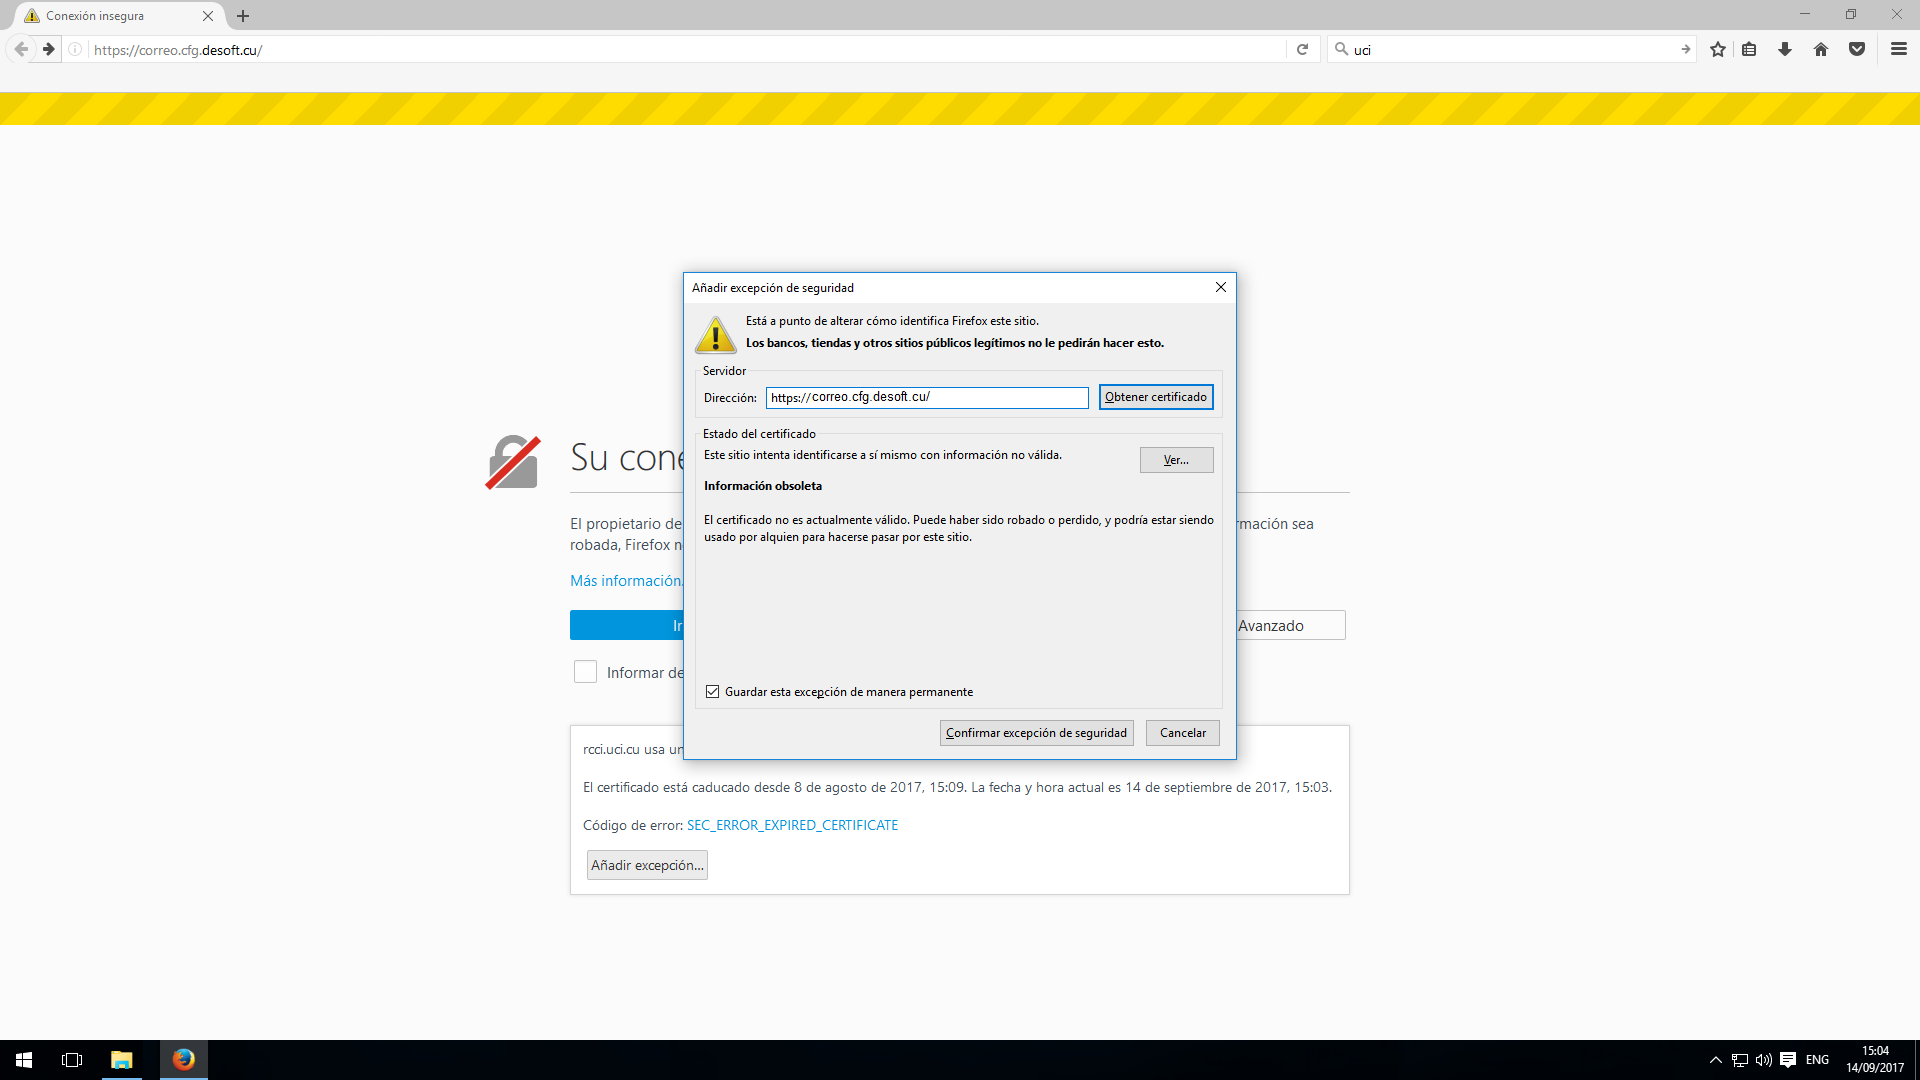 Conexión insegura
https://correo.cfg.desoft.cu/
uci
Añadir excepción de seguridad
Está a punto de alterar cómo identifica Firefox este sitio.
Los bancos, tiendas y otros sitios públicos legítimos no le pedirán hacer esto.
Servidor
Dirección: https://correo.cfg.desoft.cu/ Obtener certificado
Estado del certificado
Este sitio intenta identificarse a sí mismo con información no válida.
Ver...
Información obsoleta
El certificado no es actualmente válido. Puede haber sido robado o perdido, y podría estar siendo
usado por alguien para hacerse pasar por este sitio.
Guardar esta excepción de manera permanente
Confirmar excepción de seguridad Cancelar
Su cone
El propietario de
rmación sea
robada, Firefox n
Más información.
Ir
Avanzado
Informar de
rcci.uci.cu usa un
El certificado está caducado desde 8 de agosto de 2017, 15:09. La fecha y hora actual es 14 de septiembre de 2017, 15:03.
Código de error: SEC_ERROR_EXPIRED_CERTIFICATE
Añadir excepción...
ENG
15:04
14/09/2017